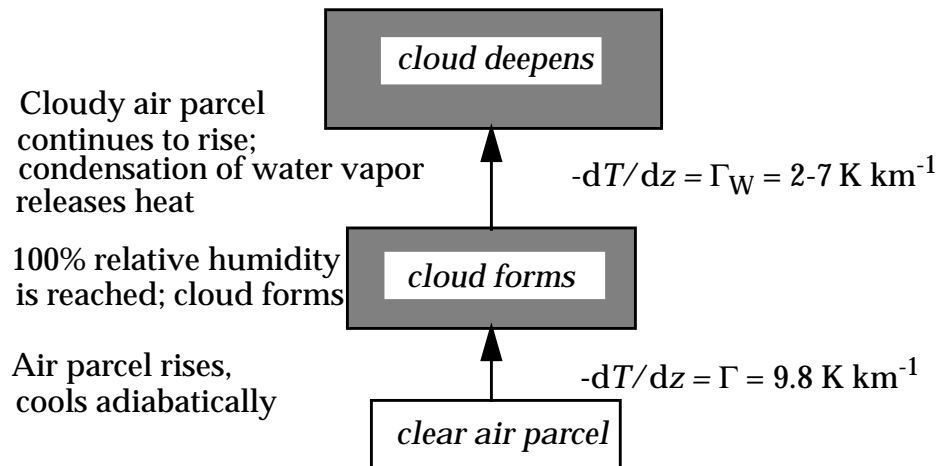 cloud deepens
Cloudy air parcel
continues to rise;
condensation of water vapor
releases heat
-dT/dz = Γ_W = 2-7 K km^-1
100% relative humidity
is reached; cloud forms
cloud forms
Air parcel rises,
cools adiabatically
-dT/dz = Γ = 9.8 K km^-1
clear air parcel